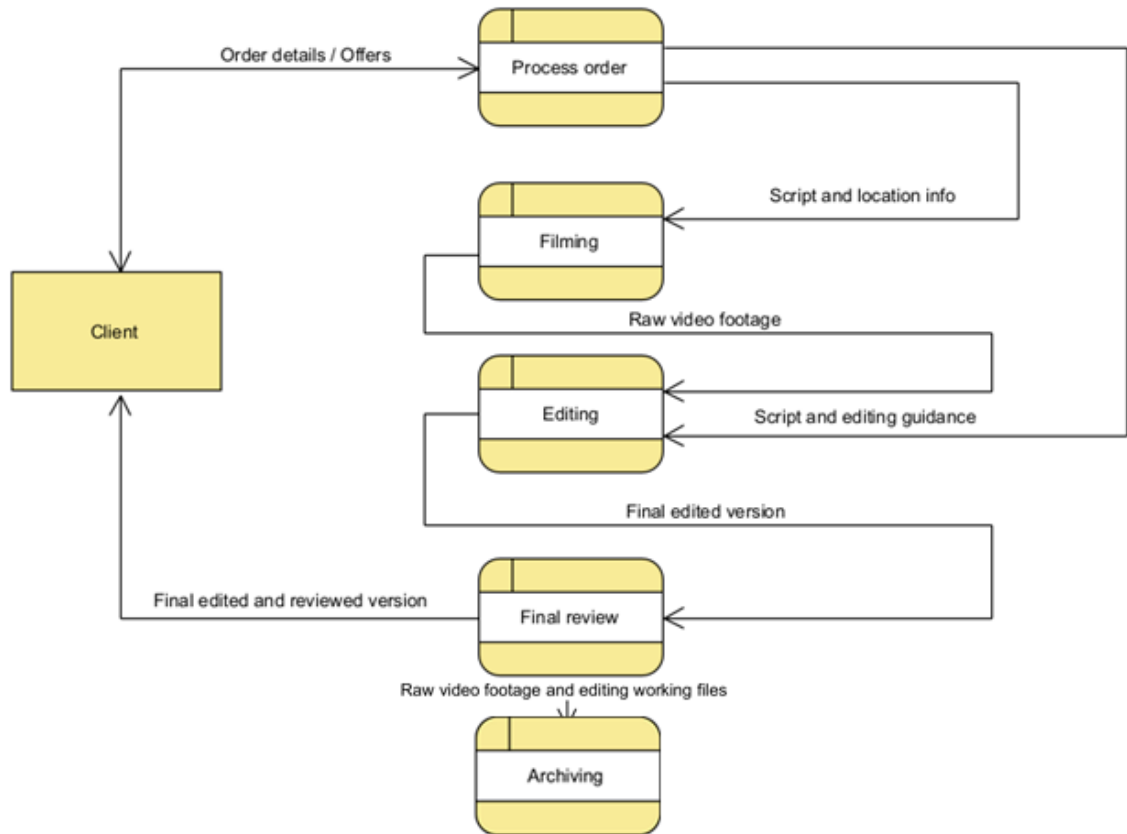 Order details / Offers
Process order
Script and location info
Filming
Raw video footage
Client
Editing
Script and editing guidance
Final edited version
Final edited and reviewed version
Final review
Raw video footage and editing working files
Archiving